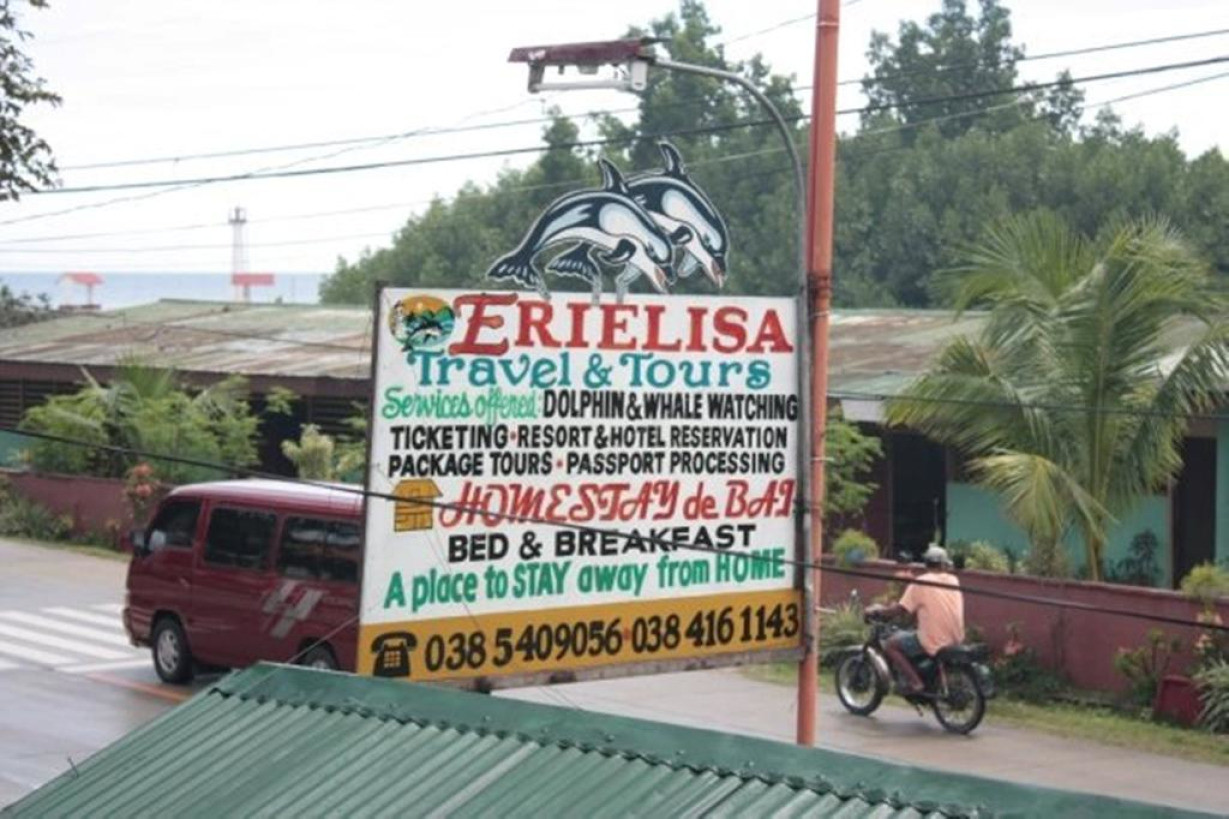 ERIELISA
Travel & Tours
Services offered: DOLPHIN & WHALE WATCHING
TICKETING • RESORT & HOTEL RESERVATION
PACKAGE TOURS • PASSPORT PROCESSING
HOMESTAY de BAI
BED & BREAKFAST
A place to STAY away from HOME
038 5409056 • 038 416 1143